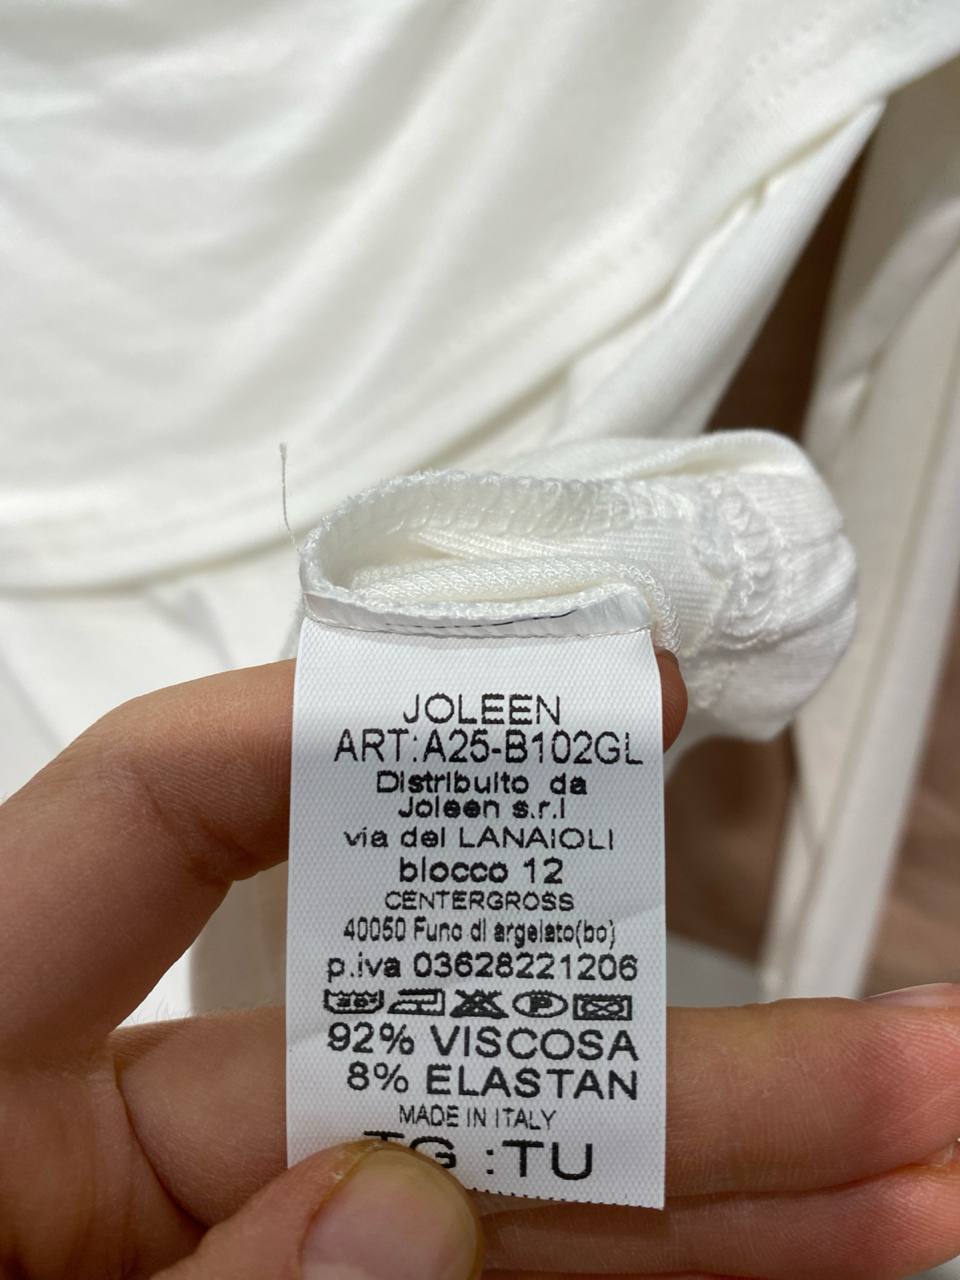 JOLEEN
ART:A25-B102GL
Distribuito da
Joleen s.r.l
via dei LANAIOLI
blocco 12
CENTERGROSS
40050 Funo di argelato(bo)
p.iva 03628221206
P
92% VISCOSA
8% ELASTAN
MADE IN ITALY
TG :TU